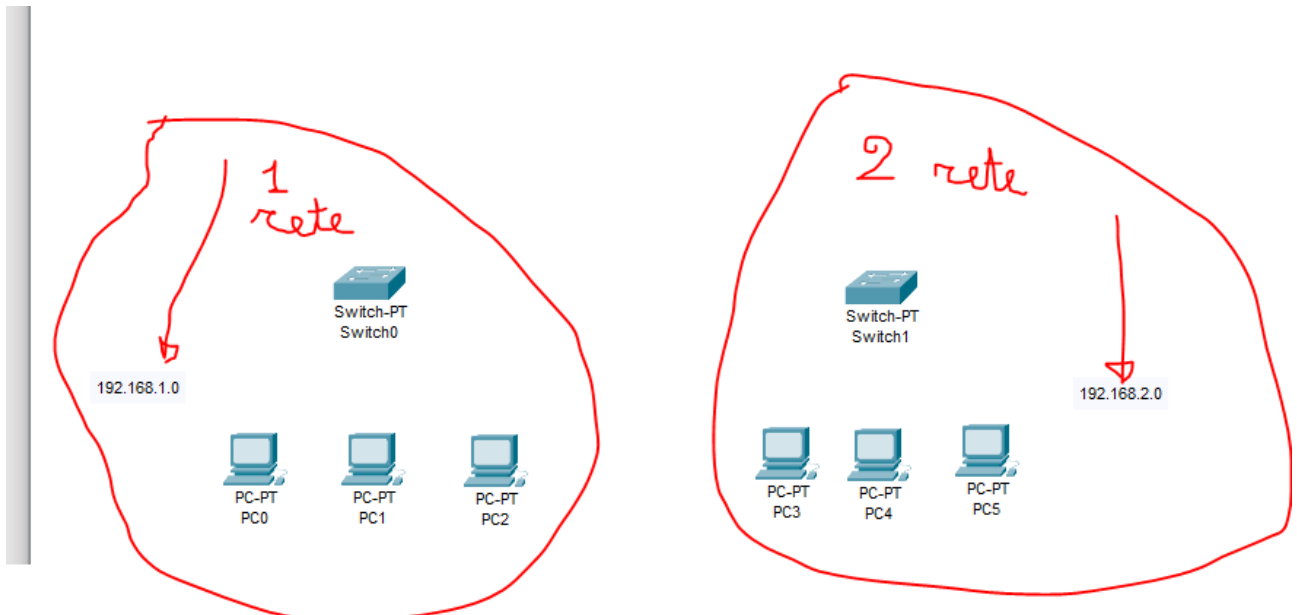 1
rete
2 rete
Switch-PT
Switch0
Switch-PT
Switch1
192.168.1.0
192.168.2.0
PC-PT
PC0
PC-PT
PC1
PC-PT
PC2
PC-PT
PC3
PC-PT
PC4
PC-PT
PC5